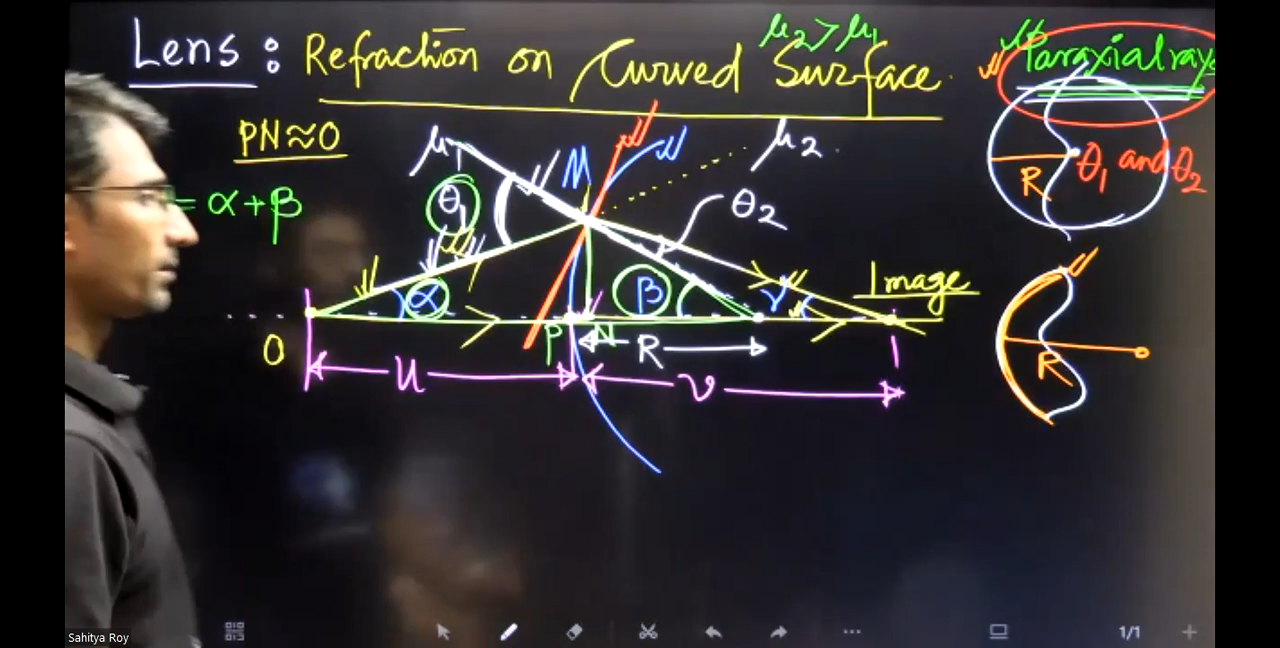 Lens : Refraction on Curved Surface
μ2 > μ1
Paraxial rays
θ1 and θ2
R
PN≈0
= α+β
μ1
M
μ2
θ1
θ2
α
β
γ
Image
O
P
N
R
I
u
v
R
Sahitya Roy
1/1